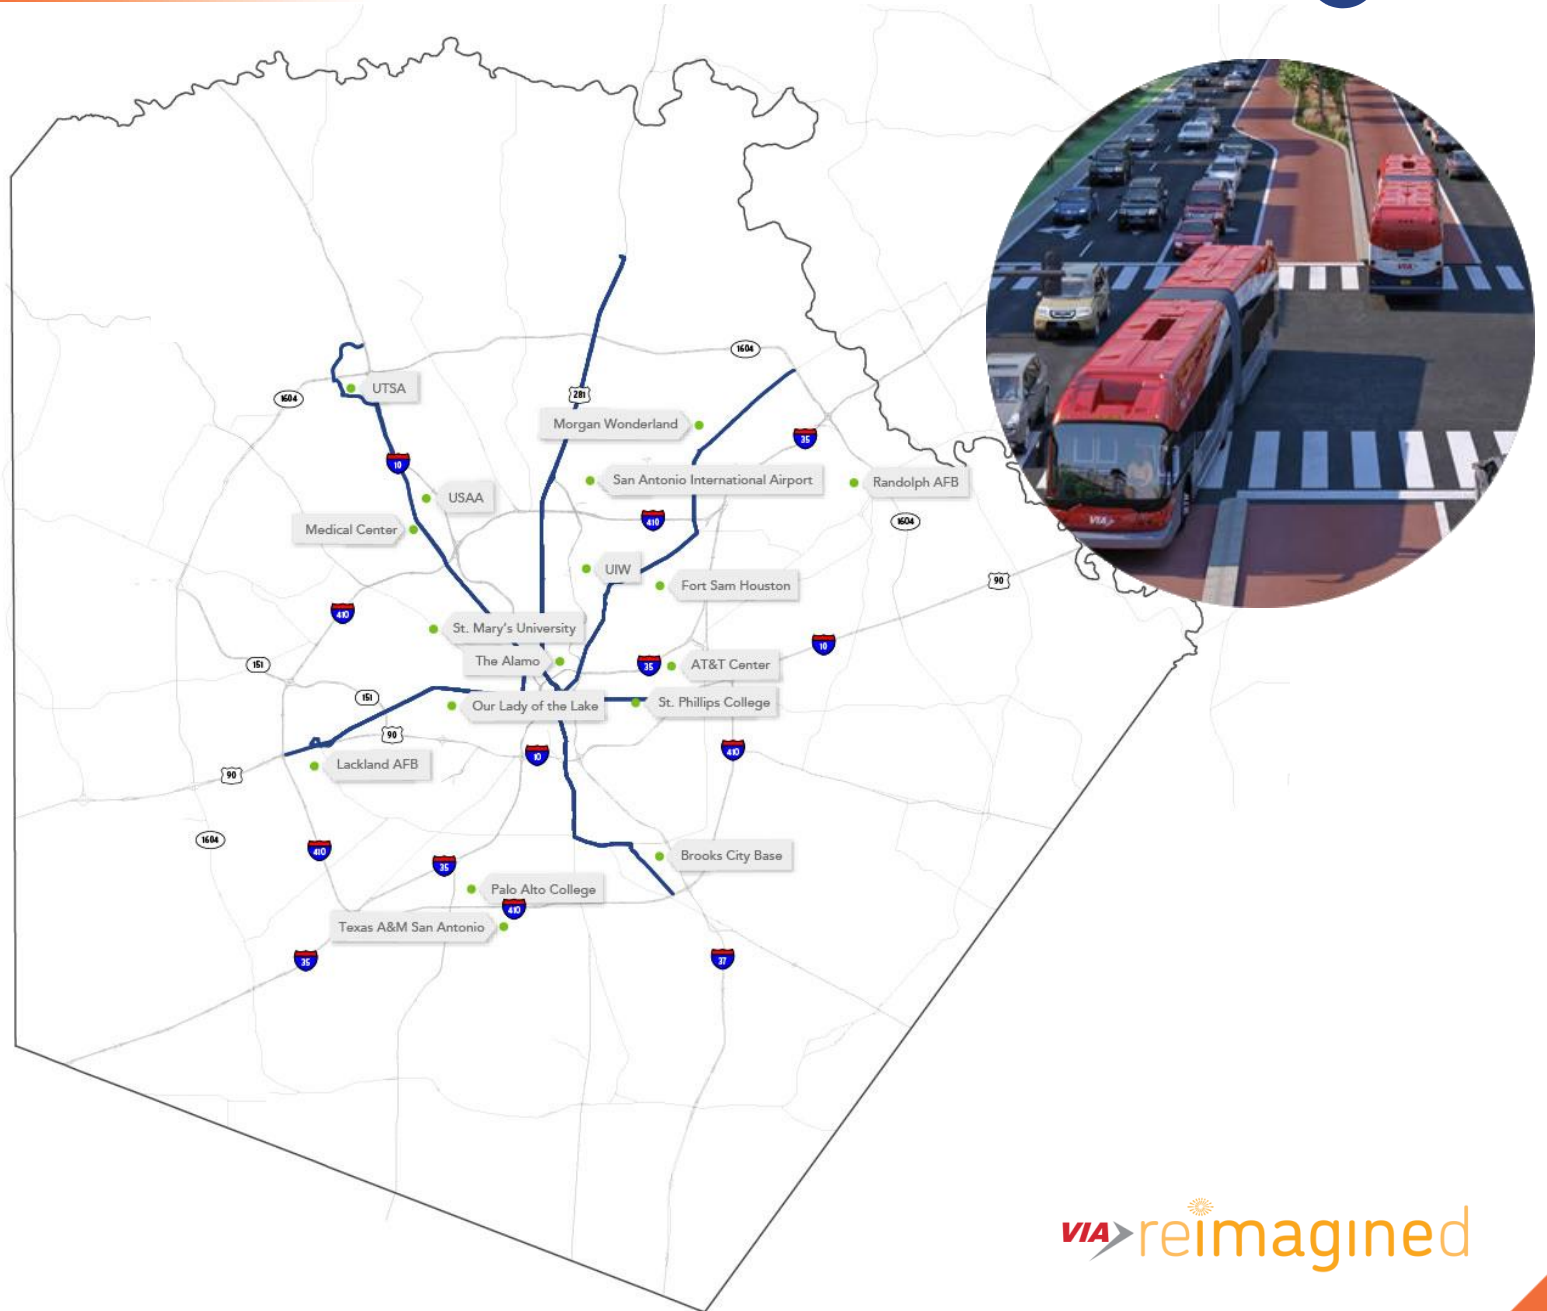 1604
UTSA
1604
281
Morgan Wonderland
35
10
San Antonio International Airport
Randolph AFB
USAA
Medical Center
410
1604
UIW
Fort Sam Houston
90
410
St. Mary's University
10
The Alamo
35
AT&T Center
151
151
Our Lady of the Lake
St. Phillips College
90
10
410
Lackland AFB
90
1604
410
35
Brooks City Base
Palo Alto College
410
Texas A&M San Antonio
35
37
VIA
VIA
VIA reimagined